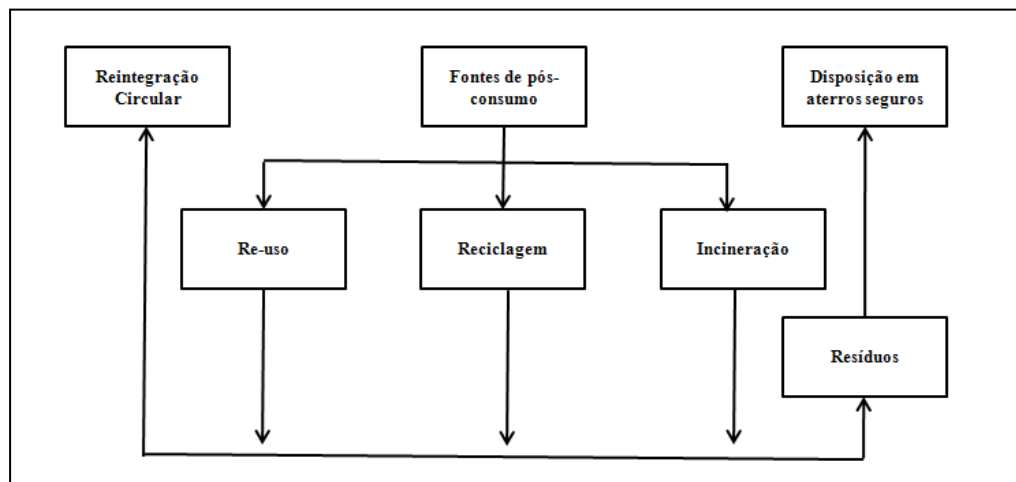 Reintegração
Circular
Fontes de pós-
consumo
Disposição em
aterros seguros
Re-uso
Reciclagem
Incineração
Resíduos